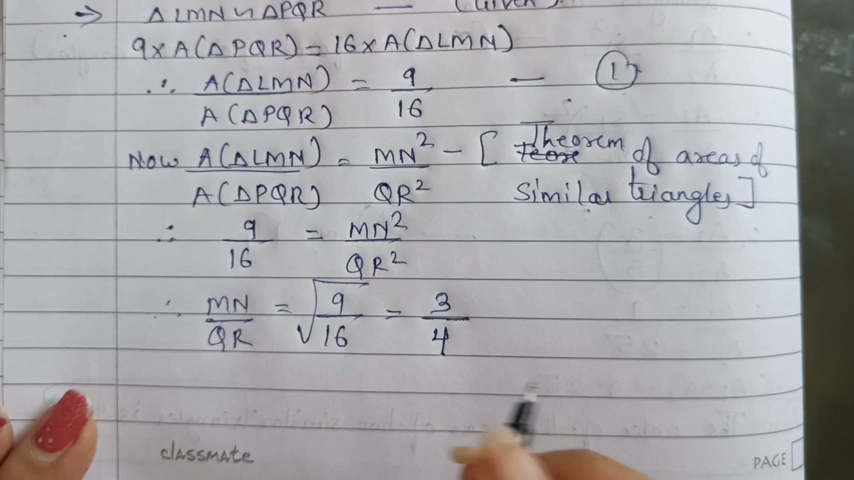 → ΔLMN ∽ ΔPQR — (Given)
9×A(ΔPQR) = 16×A(ΔLMN)
∴ A(ΔLMN)/A(ΔPQR) = 9/16 — ①
Now A(ΔLMN)/A(ΔPQR) = MN²/QR² - [ Theorem of areas of
Similar triangles]
∴ 9/16 = MN²/QR²
∴ MN/QR = √9/16 = 3/4
classmate
PAGE